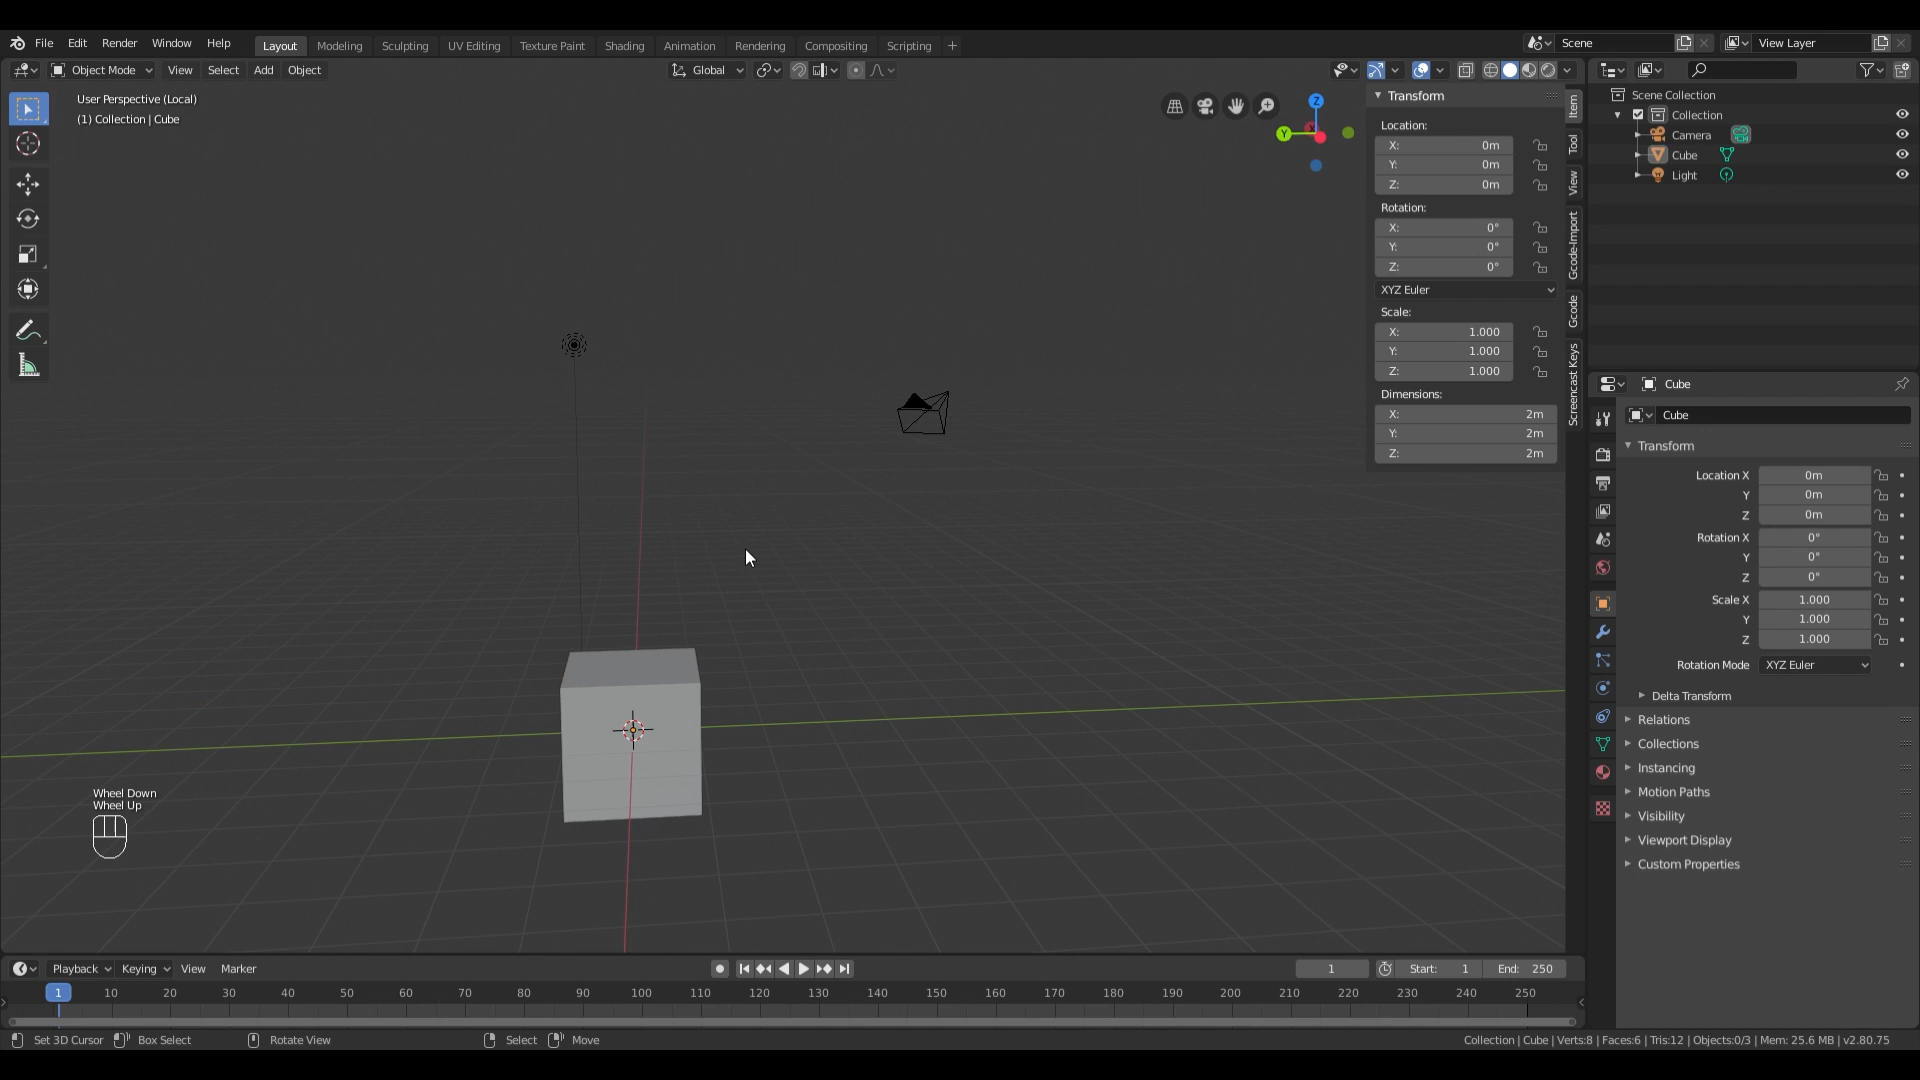 File Edit Render Window Help Layout Modeling Sculpting UV Editing Texture Paint Shading Animation Rendering Compositing Scripting + Scene View Layer
Object Mode View Select Add Object Global
User Perspective (Local)
(1) Collection | Cube
Z
Y
Transform
Location:
X: 0m
Y: 0m
Z: 0m
Rotation:
X: 0°
Y: 0°
Z: 0°
XYZ Euler
Scale:
X: 1.000
Y: 1.000
Z: 1.000
Dimensions:
X: 2m
Y: 2m
Z: 2m
Item
Tool
View
Gcode-Import
Gcode
Screencast Keys
Scene Collection
Collection
Camera
Cube
Light
Cube
Cube
Transform
Location X 0m
Y 0m
Z 0m
Rotation X 0°
Y 0°
Z 0°
Scale X 1.000
Y 1.000
Z 1.000
Rotation Mode XYZ Euler
Delta Transform
Relations
Collections
Instancing
Motion Paths
Visibility
Viewport Display
Custom Properties
Wheel Down
Wheel Up
Playback Keying View Marker 1 Start: 1 End: 250
1 10 20 30 40 50 60 70 80 90 100 110 120 130 140 150 160 170 180 190 200 210 220 230 240 250
Set 3D Cursor Box Select Rotate View Select Move Collection | Cube | Verts:8 | Faces:6 | Tris:12 | Objects:0/3 | Mem: 25.6 MB | v2.80.75